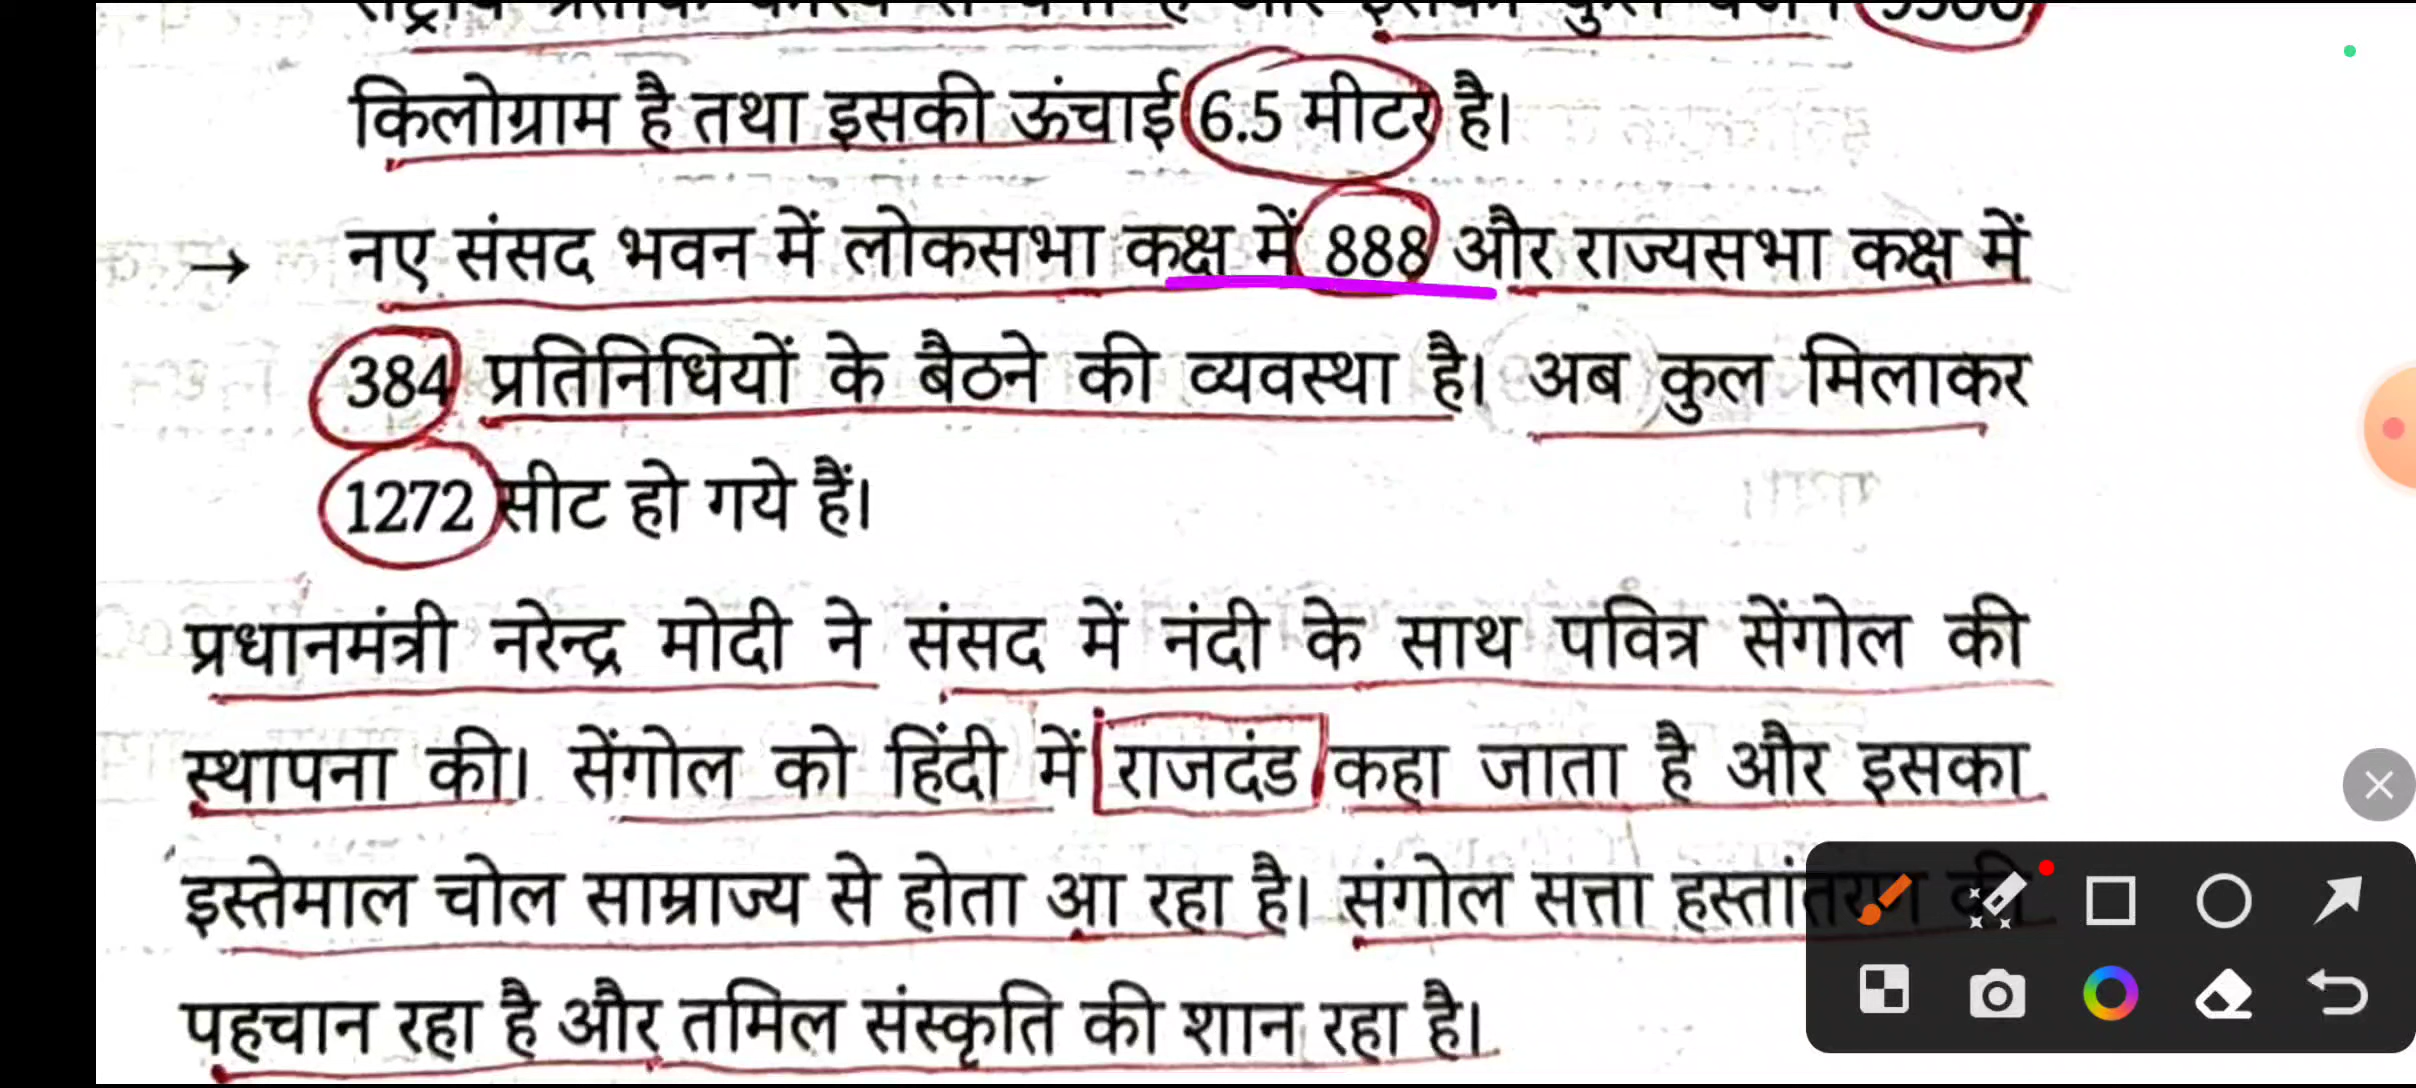 किलोग्राम है तथा इसकी ऊंचाई 6.5 मीटर है।
→ नए संसद भवन में लोकसभा कक्ष में 888 और राज्यसभा कक्ष में
384 प्रतिनिधियों के बैठने की व्यवस्था है। अब कुल मिलाकर
1272 सीट हो गये हैं।
प्रधानमंत्री नरेन्द्र मोदी ने संसद में नंदी के साथ पवित्र सेंगोल की
स्थापना की। सेंगोल को हिंदी में राजदंड कहा जाता है और इसका
इस्तेमाल चोल साम्राज्य से होता आ रहा है। संगोल सत्ता हस्तांतरण की
पहचान रहा है और तमिल संस्कृति की शान रहा है।